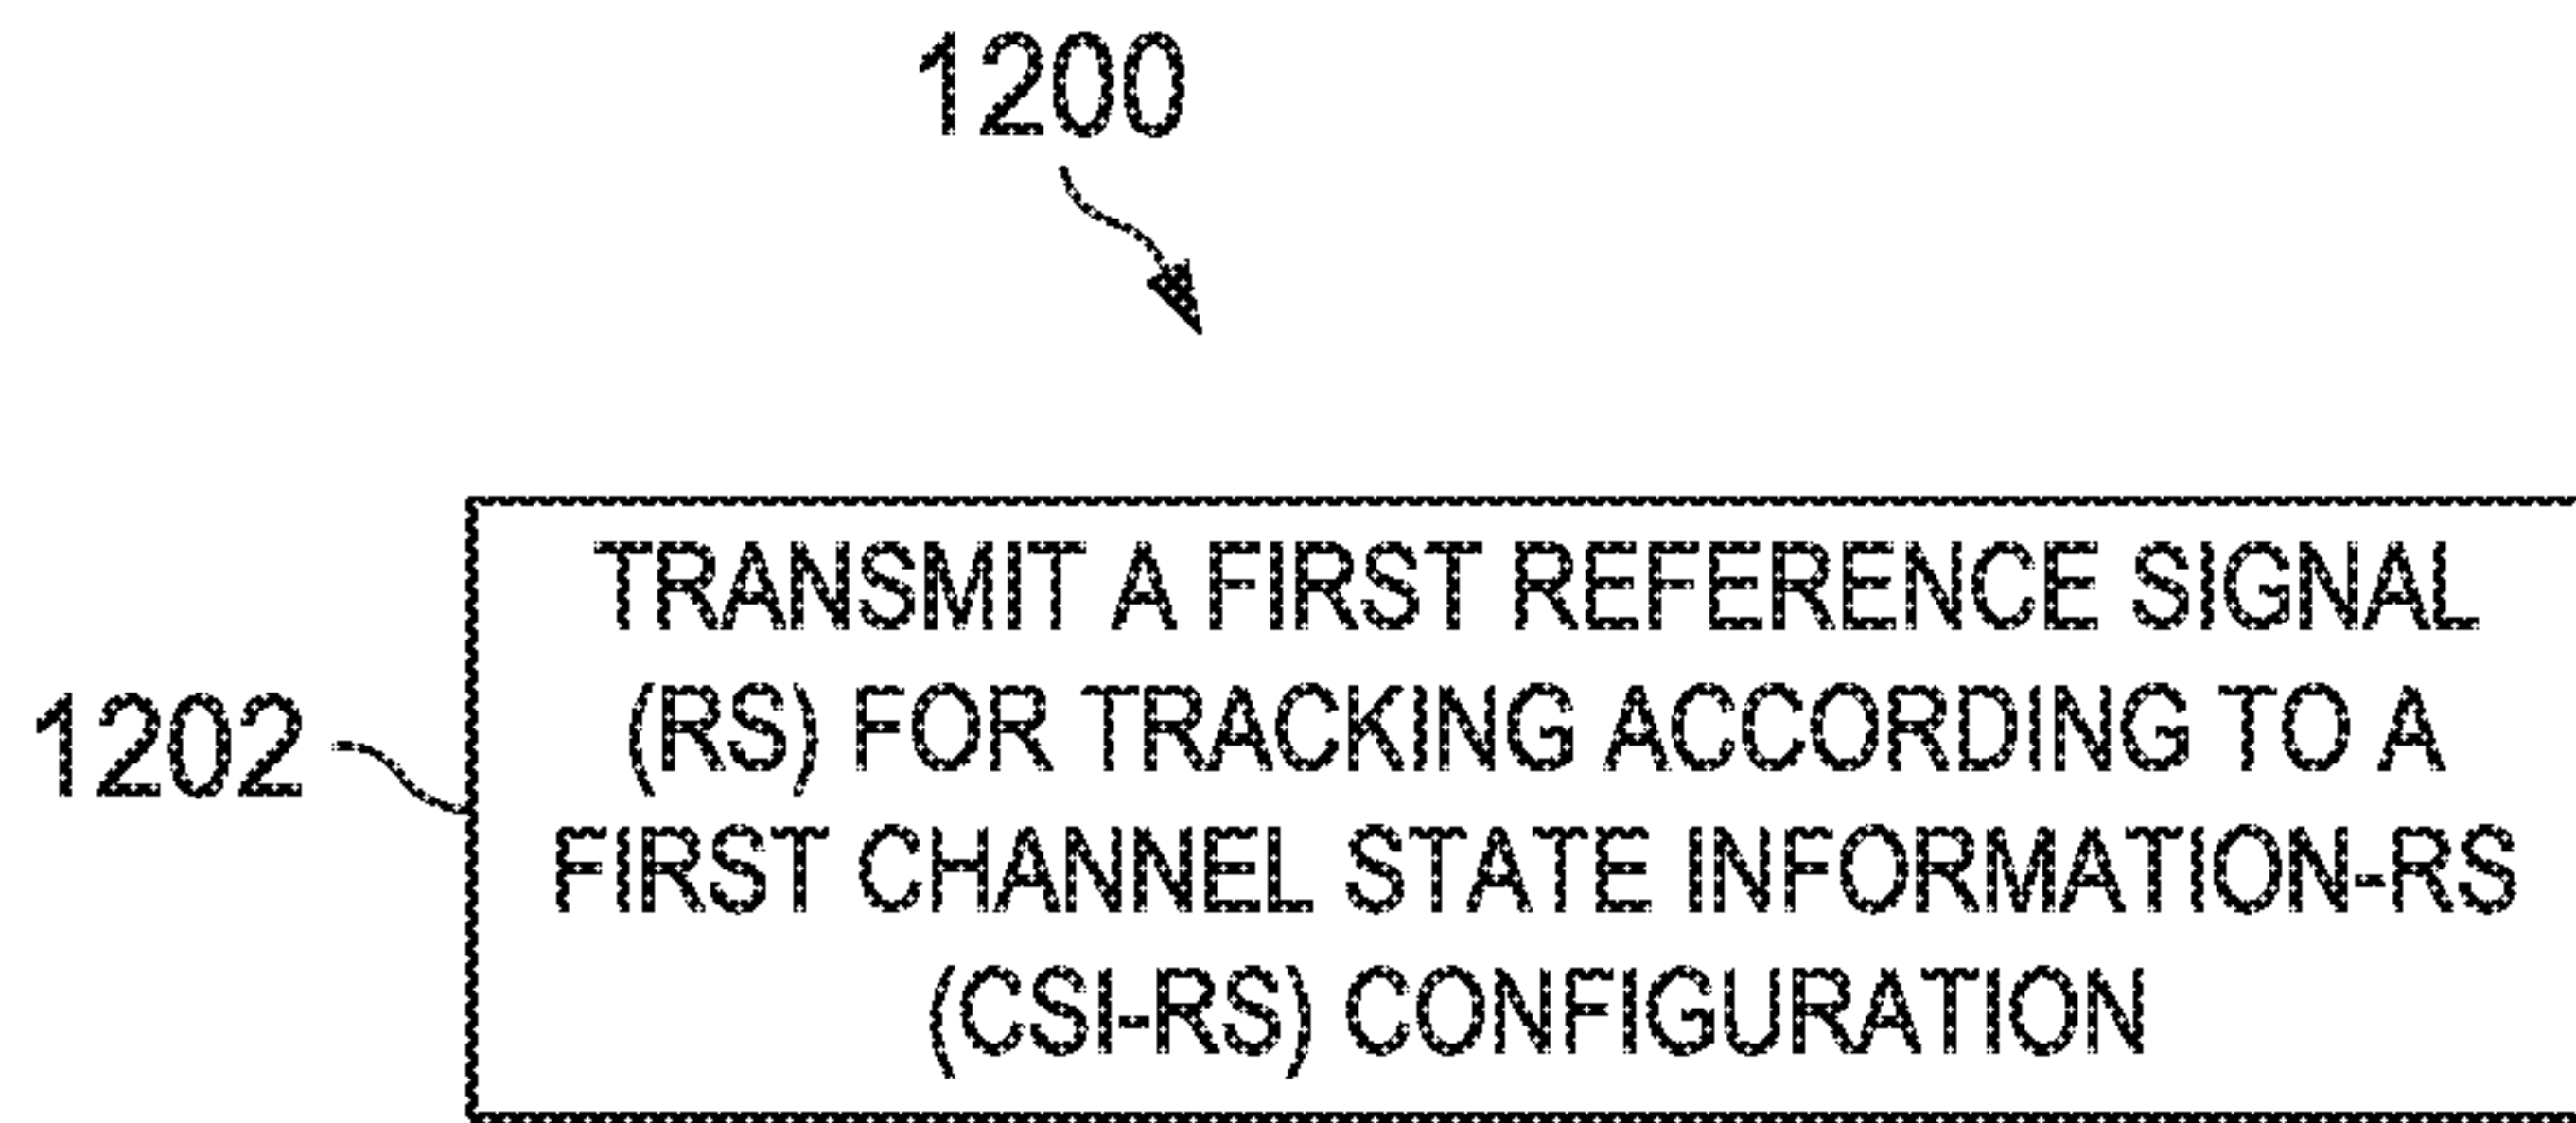 1200
TRANSMIT A FIRST REFERENCE SIGNAL
(RS) FOR TRACKING ACCORDING TO A
1202
FIRST CHANNEL STATE INFORMATION-RS
(CSI-RS) CONFIGURATION